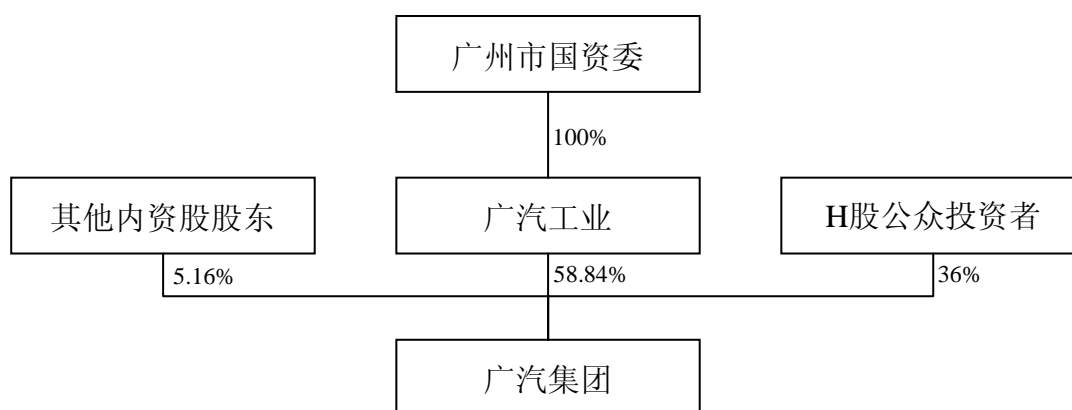 广州市国资委
100%
其他内资股股东
广汽工业
H股公众投资者
5.16%
58.84%
36%
广汽集团